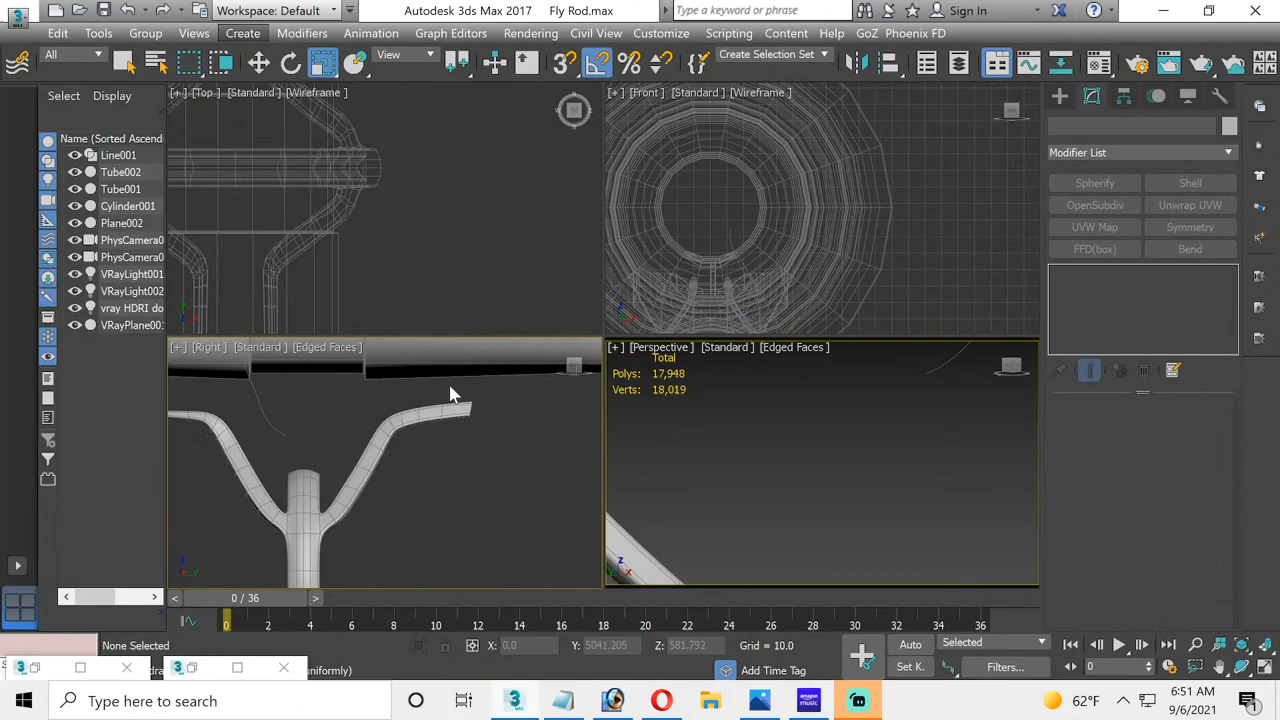 Workspace: Default
Autodesk 3ds Max 2017
Fly Rod.max
Type a keyword or phrase
Sign In
Edit
Tools
Group
Views
Create
Modifiers
Animation
Graph Editors
Rendering
Civil View
Customize
Scripting
Content
GoZ
Phoenix FD
All
View
Create Selection Set
Select
Display
[+] [Top] [Standard] [Wireframe]
[+] [Front] [Standard] [Wireframe]
Name (Sorted Ascend
Line001
Tube002
Tube001
Cylinder001
Plane002
PhysCamera0
PhysCamera0
VRayLight001
VRayLight002
vray HDRI do
VRayPlane001
Modifier List
Spherify
Shell
OpenSubdiv
Unwrap UVW
UVW Map
Symmetry
FFD(box)
Bend
[+] [Right] [Standard] [Edged Faces]
[+] [Perspective] [Standard] [Edged Faces]
Total
Polys: 17,948
Verts: 18,019
0 / 36
0 2 4 6 8 10 12 14 16 18 20 22 24 26 28 30 32 34 36
None Selected
X: 0.0
Y: 5041.205
Z: 581.792
Grid = 10.0
Auto
Selected
Set K.
Filters...
0
niformly)
Add Time Tag
Type here to search
62°F
6:51 AM
9/6/2021